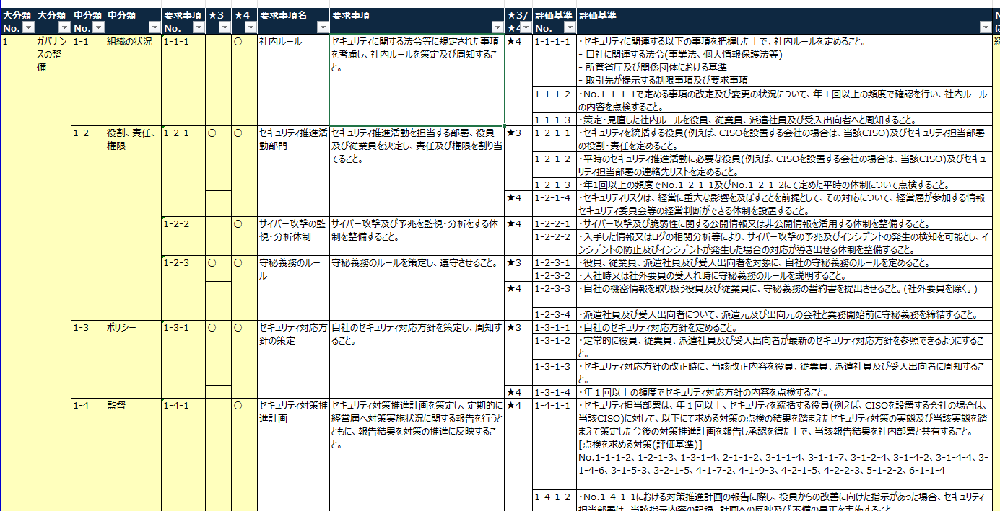 大分類 大分類 中分類 中分類 要求事項 ★3 ★4 要求事項名 要求事項 ★3/ 評価基準 評価基準
No. No. No. ★4 No.
1 ガバナンスの整備 1-1 組織の状況 1-1-1 ○ 社内ルール
セキュリティに関する法令等に規定された事項
を考慮し、社内ルールを策定及び周知するこ
と。
★4 1-1-1-1 ・セキュリティに関連する以下の事項を把握した上で、社内ルールを定めること。
- 自社に関連する法令(事業法、個人情報保護法等)
- 所管省庁及び関係団体における基準
- 取引先が提示する制限事項及び要求事項
1-1-1-2 ・No.1-1-1-1で定める事項の改定及び変更の状況について、年１回以上の頻度で確認を行い、社内ルール
の内容を点検すること。
1-1-1-3 ・策定・見直した社内ルールを役員、従業員、派遣社員及び受入出向者へと周知すること。
1-2 役割、責任、
権限
1-2-1 ○ ○ セキュリティ推進活
動部門
セキュリティ推進活動を担当する部署、役員
及び従業員を決定し、責任及び権限を割り当
てること。
★3 1-2-1-1 ・セキュリティを統括する役員(例えば、CISOを設置する会社の場合は、当該CISO)及びセキュリティ担当部署
の役割・責任を定めること。
1-2-1-2 ・平時のセキュリティ推進活動に必要な役員(例えば、CISOを設置する会社の場合は、当該CISO)及びセキュ
リティ担当部署の連絡先リストを定めること。
1-2-1-3 ・年1回以上の頻度でNo.1-2-1-1及びNo.1-2-1-2にて定めた平時の体制について点検すること。
★4 1-2-1-4 ・セキュリティリスクは、経営に重大な影響を及ぼすことを前提として、その対応について、経営層が参加する情報
セキュリティ委員会等の経営判断ができる体制を設置すること。
1-2-2 ○ サイバー攻撃の監
視・分析体制
サイバー攻撃及び予兆を監視・分析をする体
制を整備すること。
★4 1-2-2-1 ・サイバー攻撃及び脆弱性に関する公開情報又は非公開情報を活用する体制を整備すること。
1-2-2-2 ・入手した情報又はログの相関分析等により、サイバー攻撃の予兆及びインシデントの発生の検知を可能とし、イ
ンシデントの防止及びインシデントが発生した場合の対応が導き出せる体制を整備すること。
1-2-3 ○ ○ 守秘義務のルー
ル
守秘義務のルールを策定し、遵守させること。
★3 1-2-3-1 ・役員、従業員、派遣社員及び受入出向者を対象に、自社の守秘義務のルールを定めること。
1-2-3-2 ・入社時又は社外要員の受入れ時に守秘義務のルールを説明すること。
★4 1-2-3-3 ・自社の機密情報を取り扱う役員及び従業員に、守秘義務の誓約書を提出させること。(社外要員を除く。)
1-2-3-4 ・派遣社員及び受入出向者について、派遣元及び出向元の会社と業務開始前に守秘義務を締結すること。
1-3 ポリシー 1-3-1 ○ ○ セキュリティ対応方
針の策定
自社のセキュリティ対応方針を策定し、周知す
ること。
★3 1-3-1-1 ・自社のセキュリティ対応方針を定めること。
1-3-1-2 ・定常的に役員、従業員、派遣社員及び受入出向者が最新のセキュリティ対応方針を参照できるようにするこ
と。
1-3-1-3 ・セキュリティ対応方針の改正時に、当該改正内容を役員、従業員、派遣社員及び受入出向者に周知するこ
と。
★4 1-3-1-4 ・年１回以上の頻度でセキュリティ対応方針の内容を点検すること。
1-4 監督 1-4-1 ○ セキュリティ対策推
進計画
セキュリティ対策推進計画を策定し、定期的に
経営層へ対策実施状況に関する報告を行うと
ともに、報告結果を対策の推進に反映するこ
と。
★4 1-4-1-1 ・セキュリティ担当部署は、年１回以上、セキュリティを統括する役員(例えば、CISOを設置する会社の場合は、
当該CISO)に対して、以下にて求める対策の点検の結果を踏まえたセキュリティ対策の実態及び当該実態を踏
まえて策定した今後の対策推進計画を報告し承認を得た上で、当該報告結果を社内部署と共有すること。
[点検を求める対策(評価基準)]
No.1-1-1-2、1-2-1-3、1-3-1-4、2-1-1-2、3-1-1-4、3-1-1-7、3-1-2-4、3-1-4-2、3-1-4-4、3-
1-4-6、3-1-5-3、3-2-1-5、4-1-7-2、4-1-9-3、4-2-1-5、4-2-2-3、5-1-2-2、6-1-1-4
1-4-1-2 ・No.1-4-1-1における対策推進計画の報告に際し、役員からの改善に向けた指示があった場合、セキュリティ
担当部署は、当該指示内容の記録、計画への反映及び不備の是正を実施すること。